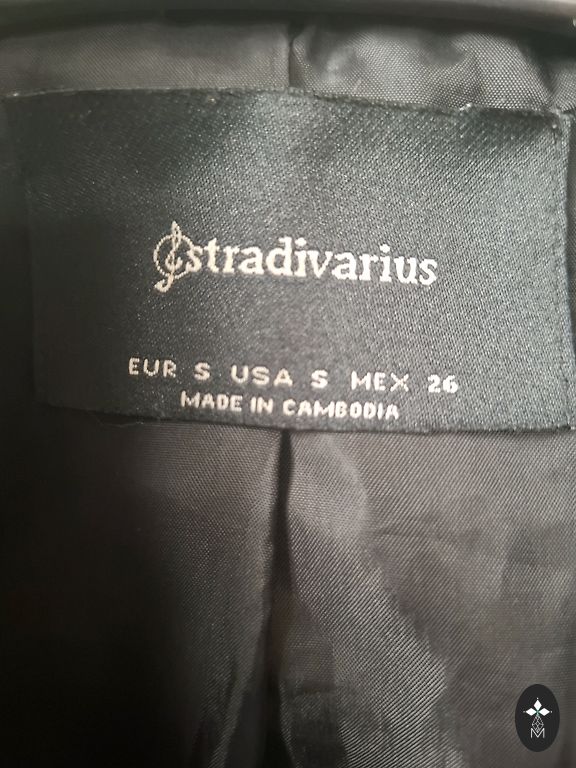 stradivarius
EUR S USA S MEX 26
MADE IN CAMBODIA
M